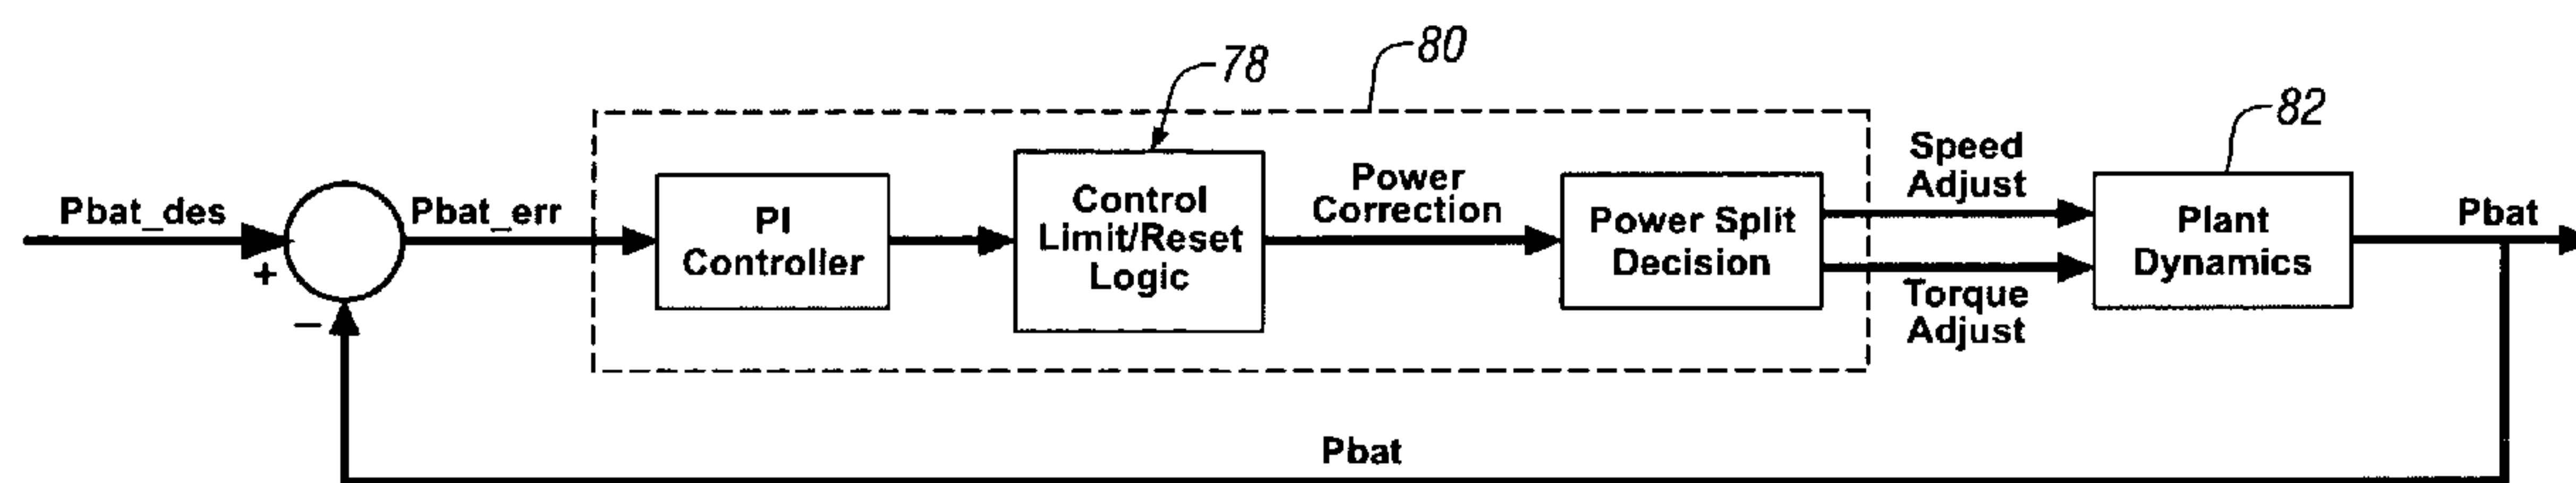 80
78
82
Pbat_des
+
−
Pbat_err
PI
Controller
Control
Limit/Reset
Logic
Power
Correction
Power Split
Decision
Speed
Adjust
Torque
Adjust
Plant
Dynamics
Pbat
Pbat